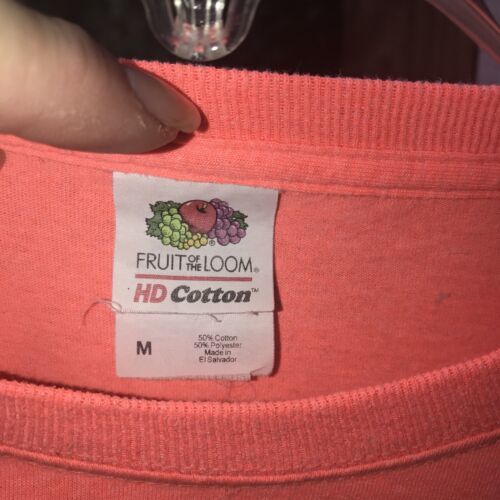 FRUIT OF THE LOOM®
HD Cotton™
M
50% Cotton
50% Polyester
Made in
El Salvador